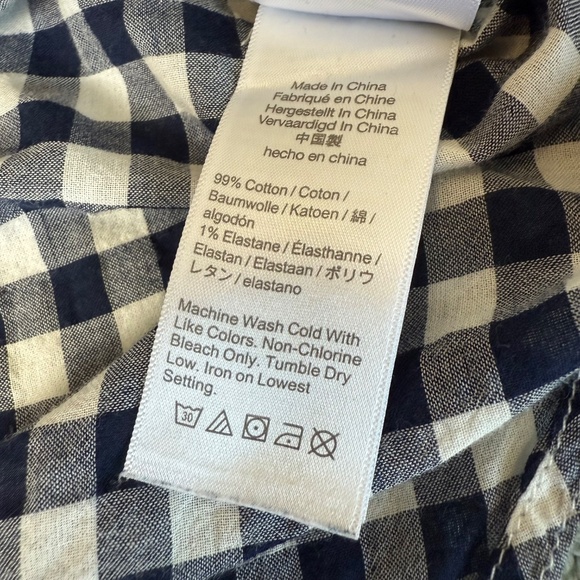 Made In China
Fabriqué en Chine
Hergestellt In China
Vervaardigd In China
中国製
hecho en china
99% Cotton / Coton /
Baumwolle / Katoen / 綿 /
algodón
1% Elastane / Élasthanne /
Elastan / Elastaan / ポリウ
レタン / elastano
Machine Wash Cold With
Like Colors. Non-Chlorine
Bleach Only. Tumble Dry
Low. Iron on Lowest
Setting.
30